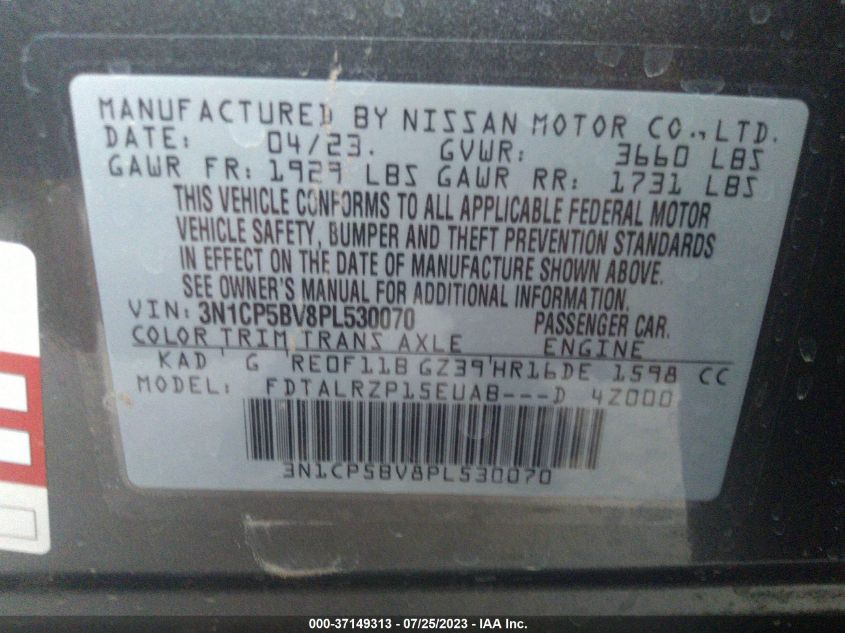 MANUFACTURED BY NISSAN MOTOR CO., LTD.
DATE: 04/23. GVWR: 3660 LBS
GAWR FR: 1929 LBS GAWR RR: 1731 LBS
THIS VEHICLE CONFORMS TO ALL APPLICABLE FEDERAL MOTOR
VEHICLE SAFETY, BUMPER AND THEFT PREVENTION STANDARDS
IN EFFECT ON THE DATE OF MANUFACTURE SHOWN ABOVE.
SEE OWNER'S MANUAL FOR ADDITIONAL INFORMATION.
VIN: 3N1CP5BV8PL530070 PASSENGER CAR.
COLOR TRIM TRANS AXLE ENGINE
KAD G RE0F11B GZ39 HR16DE 1598 CC
MODEL: FDTALRZP15EUAB---D 4Z000
3N1CP5BV8PL530070
000-37149313 - 07/25/2023 - IAA Inc.